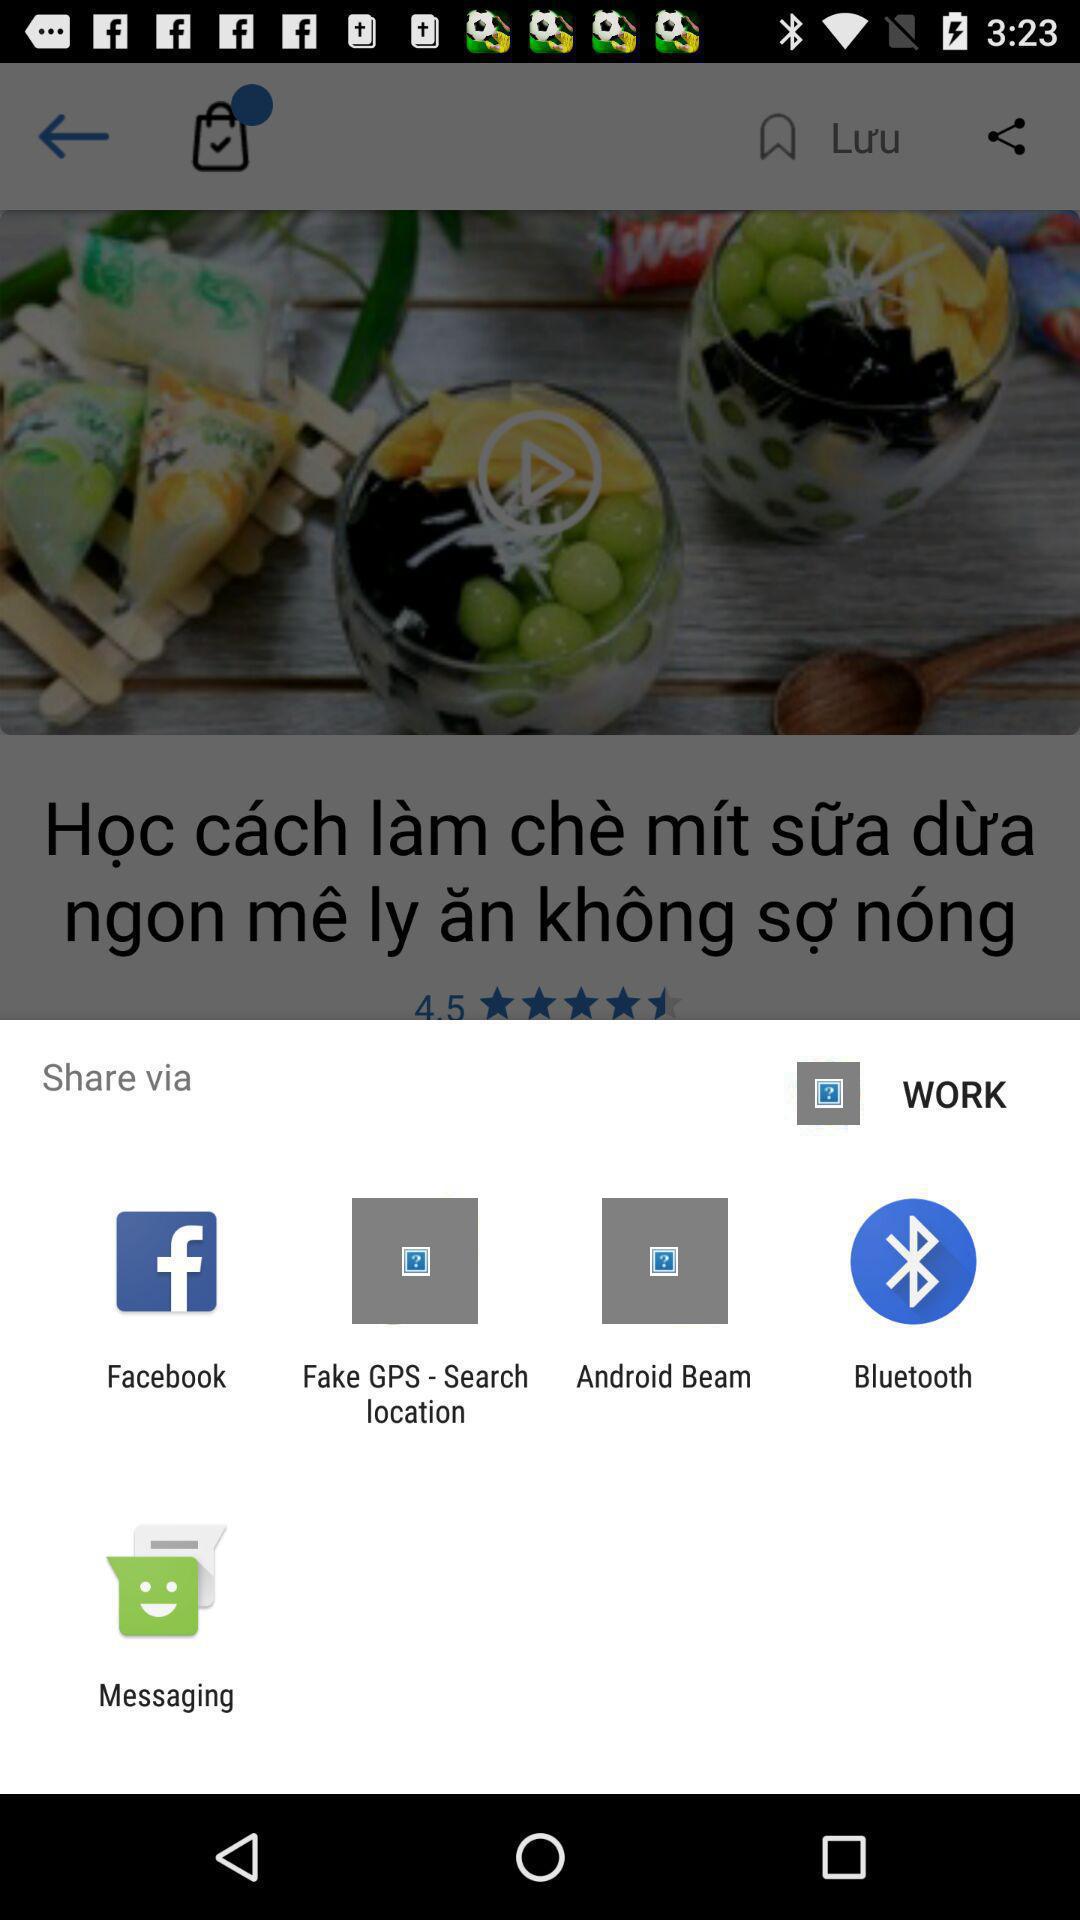 3:23
Lưu
Wel
Học cách làm chè mít sữa dừa
ngon mê ly ăn không sợ nóng
4.5
Share via
WORK
Facebook
Fake GPS - Search
location
Android Beam
Bluetooth
Messaging